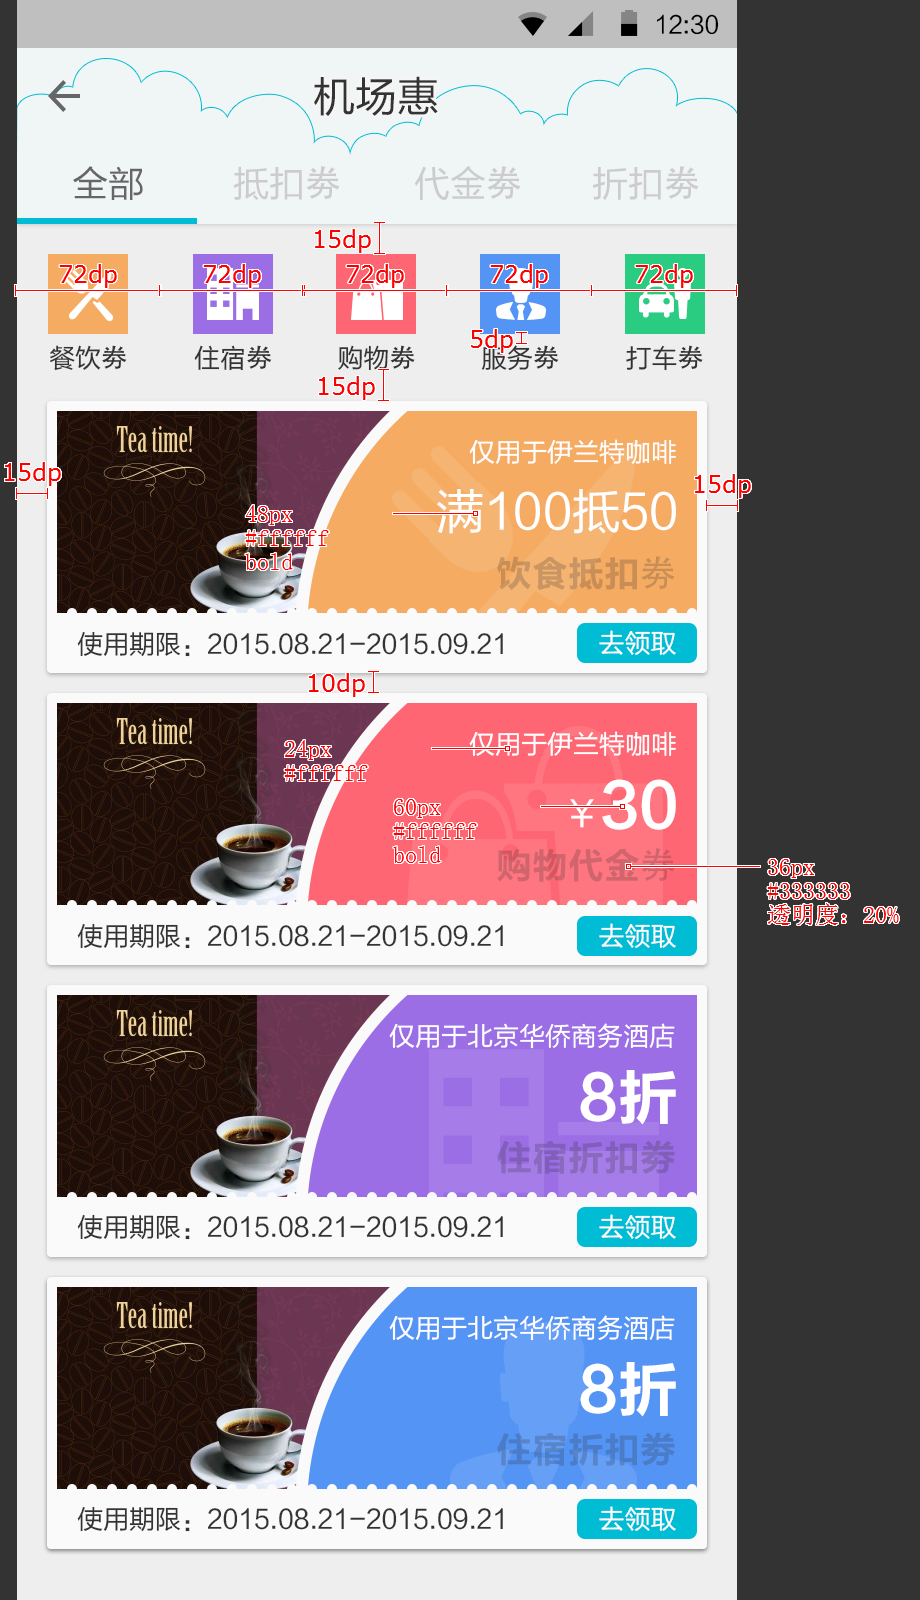 12:30
机场惠
全部 抵扣券 代金券 折扣券
15dp
72dp 72dp 72dp 72dp 72dp
5dp
餐饮券 住宿券 购物券 服务券 打车券
15dp
15dp
15dp
Tea time!
仅用于伊兰特咖啡
满100抵50
48px
#ffffff
bold
饮食抵扣券
使用期限：2015.08.21-2015.09.21 去领取
10dp
Tea time!
仅用于伊兰特咖啡
24px
#ffffff
¥30
60px
#ffffff
bold
购物代金券
36px
#333333
透明度：20%
使用期限：2015.08.21-2015.09.21 去领取
Tea time!
仅用于北京华侨商务酒店
8折
住宿折扣券
使用期限：2015.08.21-2015.09.21 去领取
Tea time!
仅用于北京华侨商务酒店
8折
住宿折扣券
使用期限：2015.08.21-2015.09.21 去领取